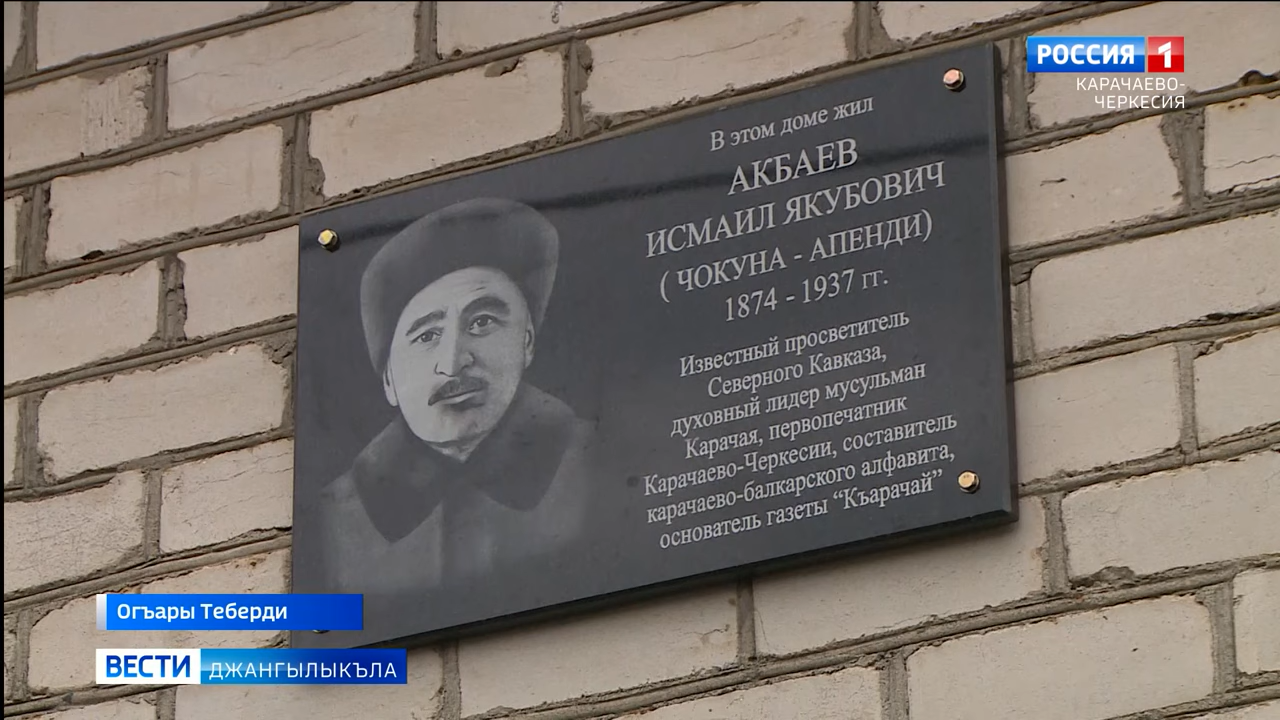 РОССИЯ 1
КАРАЧАЕВО-
ЧЕРКЕСИЯ
В этом доме жил
АКБАЕВ
ИСМАИЛ ЯКУБОВИЧ
( ЧОКУНА - АПЕНДИ)
1874 - 1937 гг.
Известный просветитель
Северного Кавказа,
духовный лидер мусульман
Карачая, первопечатник
Карачаево-Черкесии, составитель
карачаево-балкарского алфавита,
основатель газеты “Къарачай”
Огъары Теберди
ВЕСТИ ДЖАНГЫЛЫКЪЛА